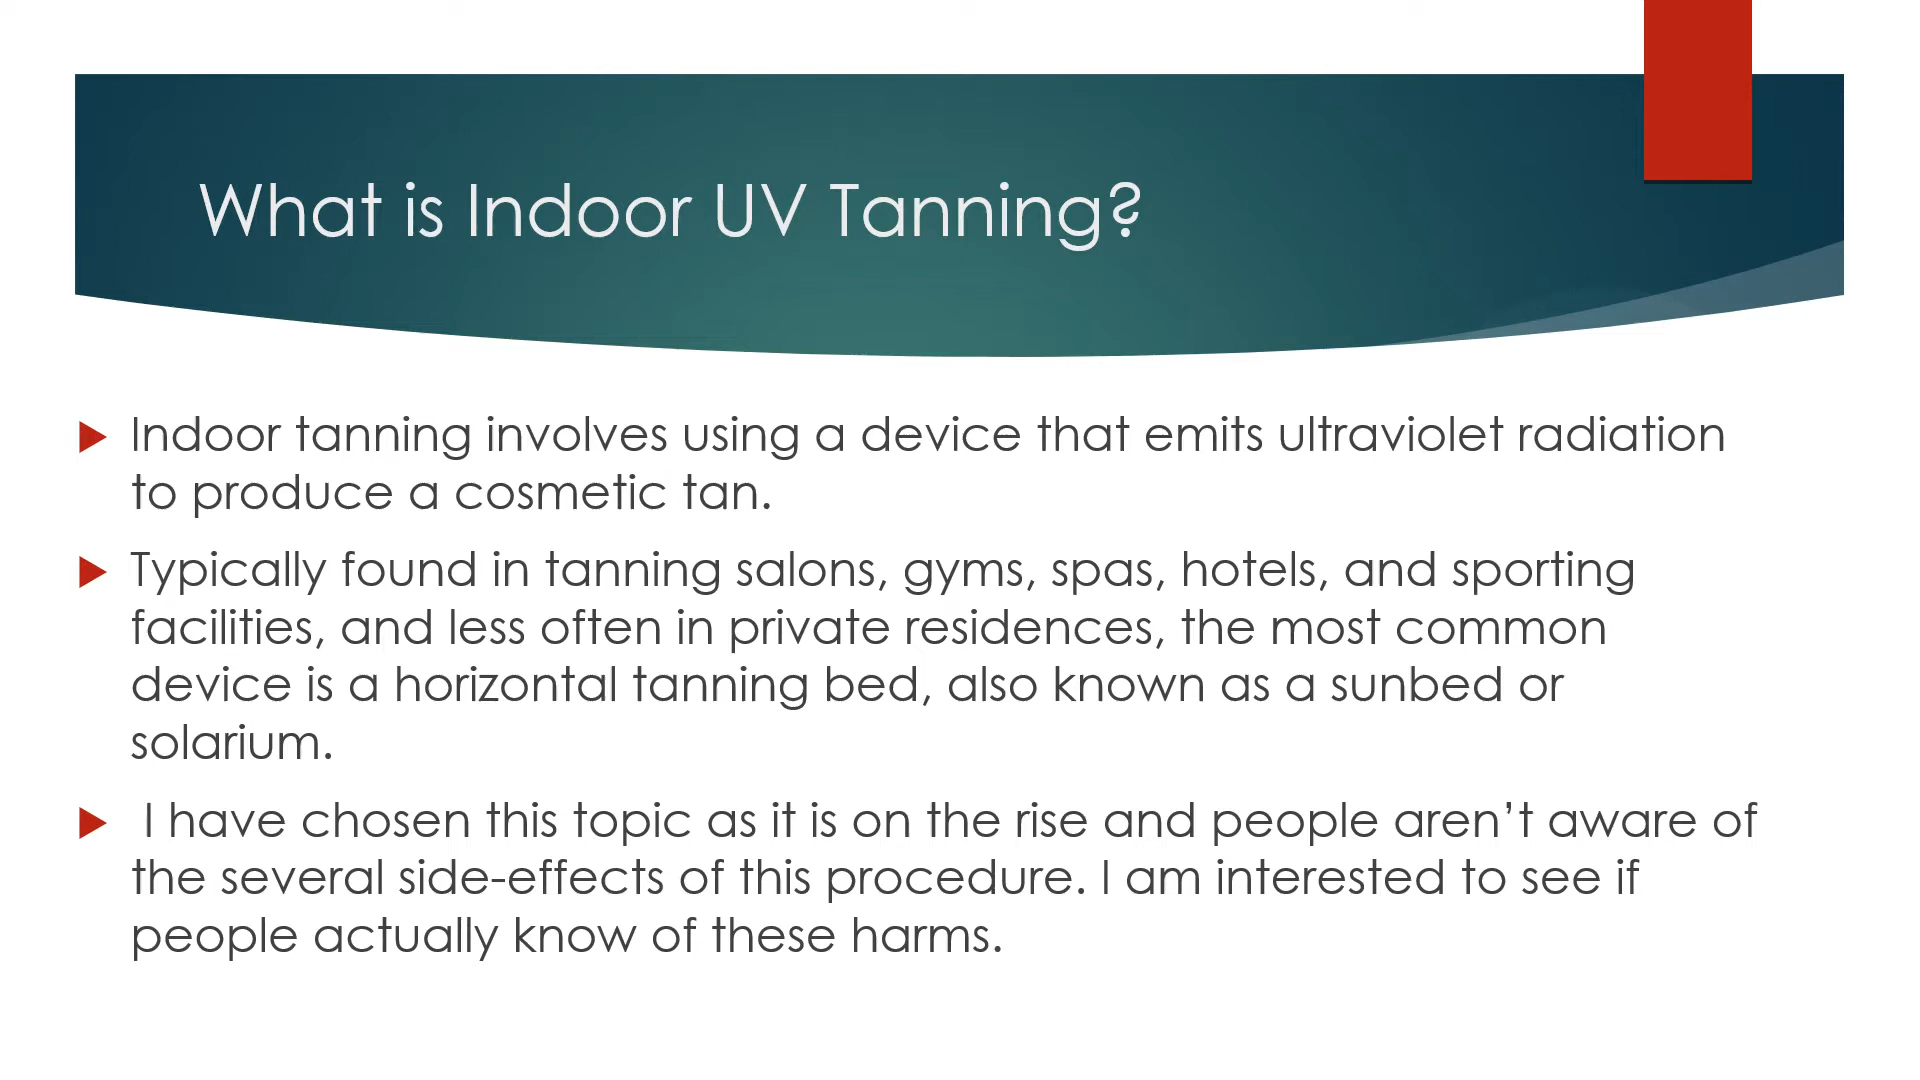 What is Indoor UV Tanning?
Indoor tanning involves using a device that emits ultraviolet radiation
to produce a cosmetic tan.
Typically found in tanning salons, gyms, spas, hotels, and sporting
facilities, and less often in private residences, the most common
device is a horizontal tanning bed, also known as a sunbed or
solarium.
I have chosen this topic as it is on the rise and people aren’t aware of
the several side-effects of this procedure. I am interested to see if
people actually know of these harms.